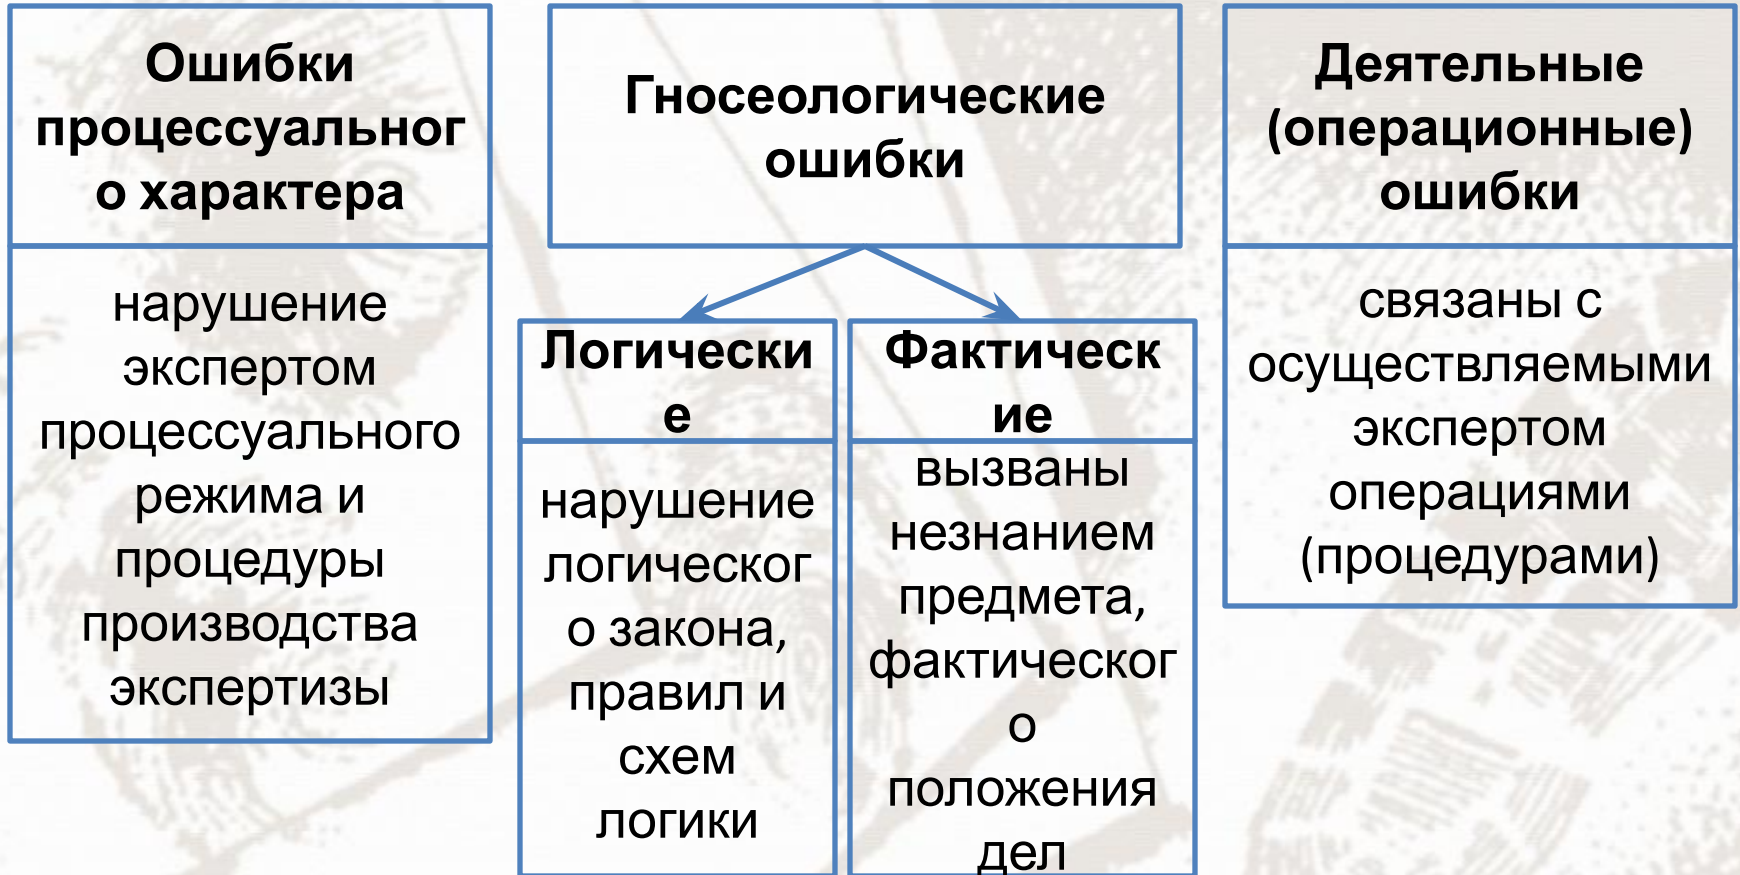 Ошибки
процессуальног
о характера
нарушение
экспертом
процессуального
режима и
процедуры
производства
экспертизы
Гносеологические
ошибки
Логически
е
нарушение
логическог
о закона,
правил и
схем
логики
Фактическ
ие
вызваны
незнанием
предмета,
фактическог
о
положения
дел
Деятельные
(операционные)
ошибки
связаны с
осуществляемыми
экспертом
операциями
(процедурами)